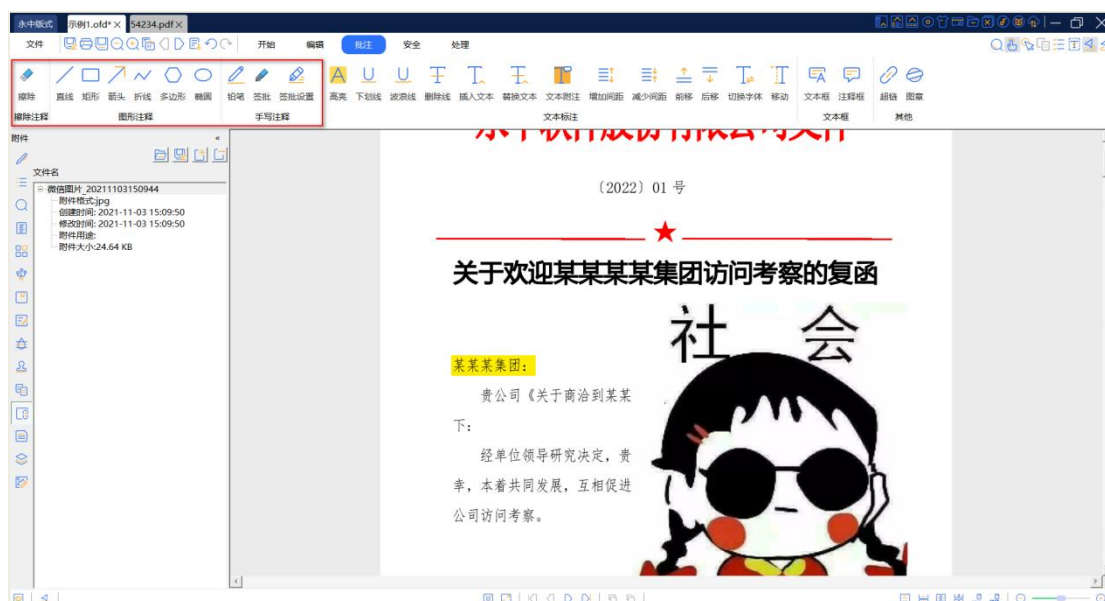 永中版式 示例1.ofd* × 54234.pdf ×
文件 开始 编辑 批注 安全 处理
擦除 直线 矩形 箭头 折线 多边形 椭圆 铅笔 签批 签批设置 高亮 下划线 波浪线 删除线 插入文本 替换文本 文本附注 增加间距 减少间距 前移 后移 切换字体 移动 文本框 注释框 超链 图章
擦除注释 图形注释 手写注释 文本标注 文本框 其他
附件
文件名
微信图片_20211103150944
附件格式:jpg
创建时间: 2021-11-03 15:09:50
修改时间: 2021-11-03 15:09:50
附件用途:
附件大小:24.64 KB
永中软件股份有限公司文件
〔2022〕01 号
关于欢迎某某某某集团访问考察的复函
社 会
某某某集团：
贵公司《关于商洽到某某
下：
经单位领导研究决定，贵
幸，本着共同发展，互相促进
公司访问考察。